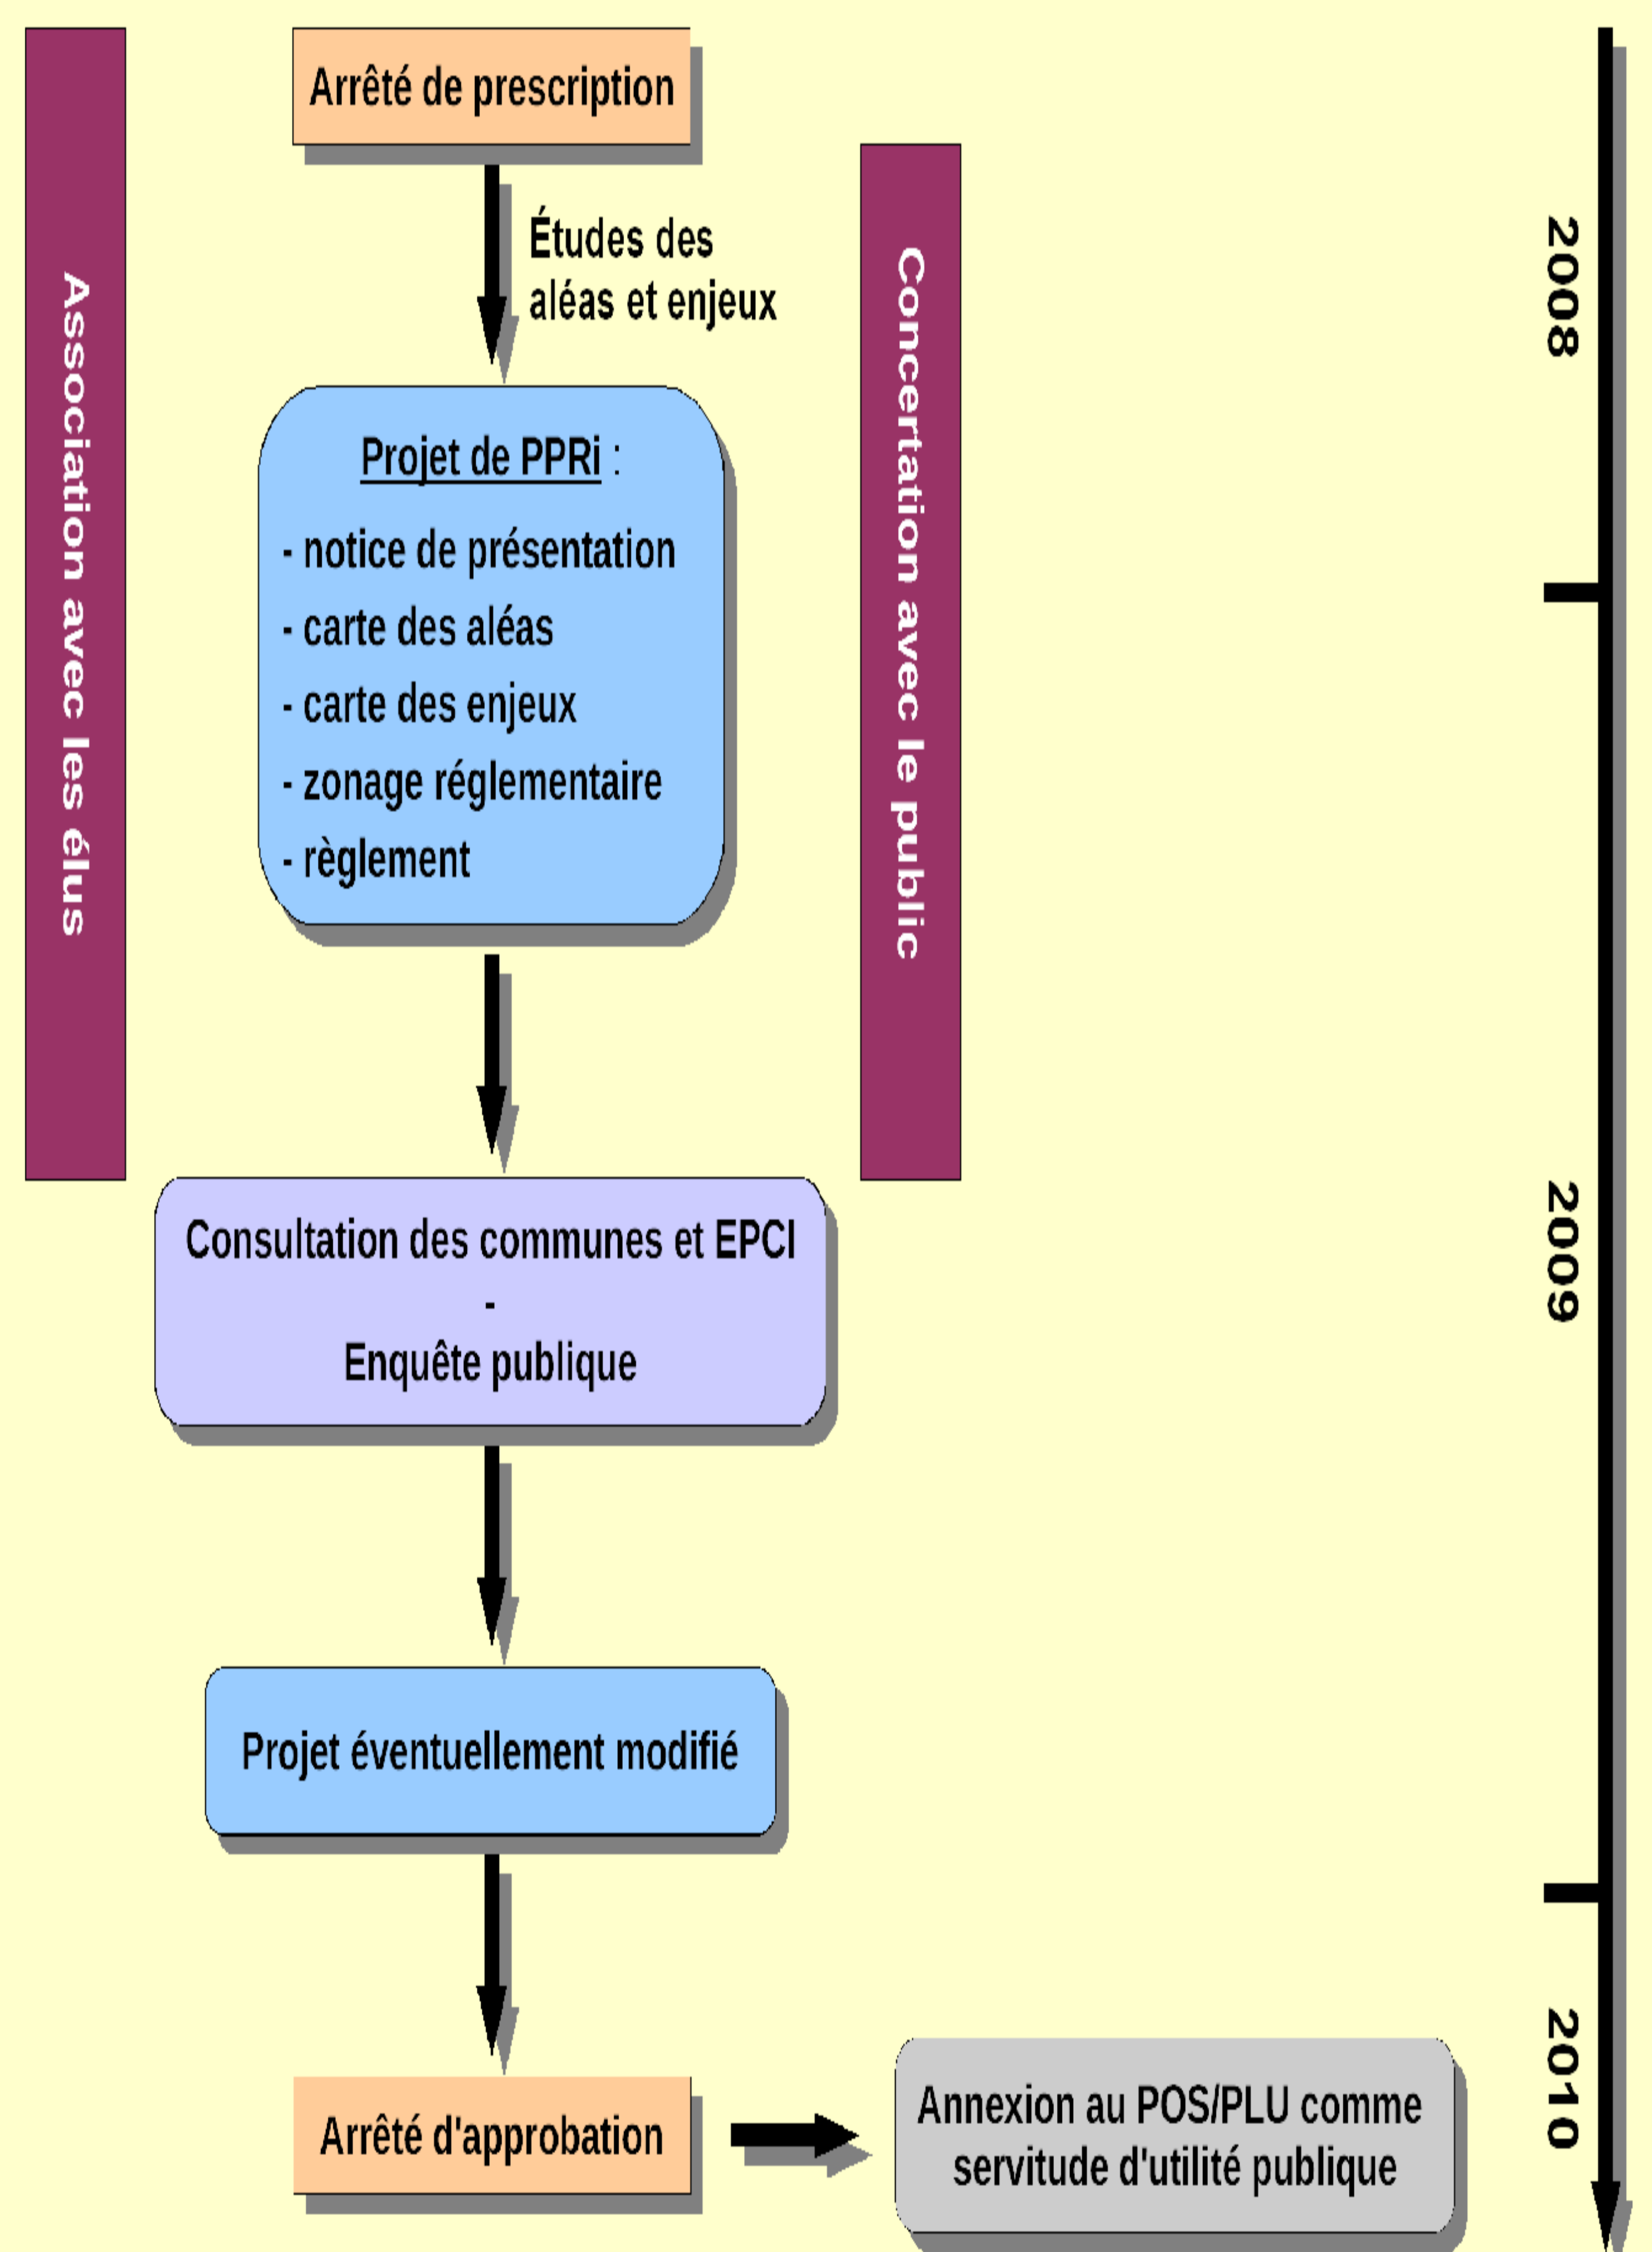 Arrêté de prescription
Études des
aléas et enjeux
Association avec les élus
Concertation avec le public
Projet de PPRi :
- notice de présentation
- carte des aléas
- carte des enjeux
- zonage réglementaire
- règlement
Consultation des communes et EPCI
-
Enquête publique
Projet éventuellement modifié
Arrêté d'approbation
Annexion au POS/PLU comme
servitude d'utilité publique
2008
2009
2010